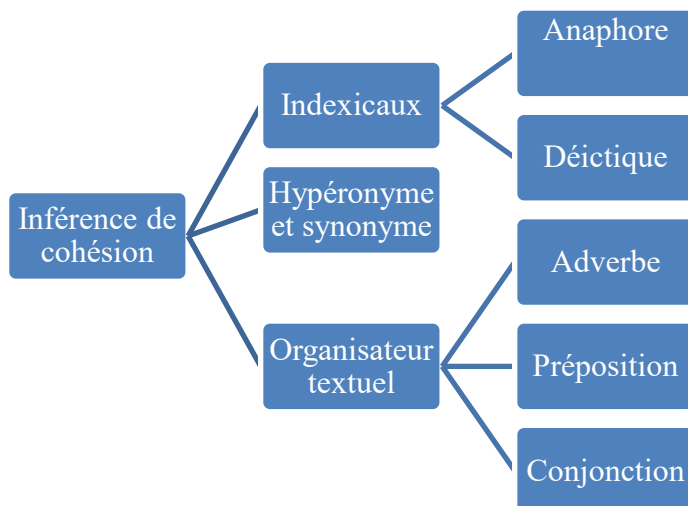 Inférence de
cohésion
Indexicaux
Anaphore
Déictique
Hypéronyme
et synonyme
Organisateur
textuel
Adverbe
Préposition
Conjonction